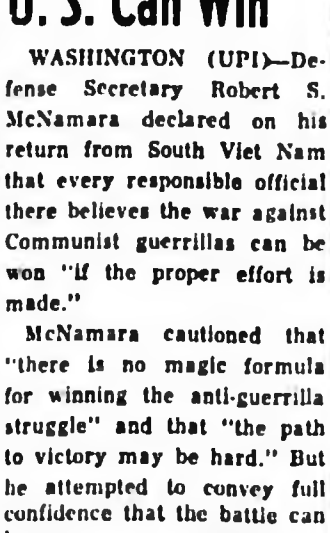 U. S. Can Win
WASHINGTON (UPI)—De-
fense Secretary Robert S.
McNamara declared on his
return from South Viet Nam
that every responsible official
there believes the war against
Communist guerrillas can be
won "if the proper effort is
made."
McNamara cautioned that
"there is no magic formula
for winning the anti-guerrilla
struggle" and that "the path
to victory may be hard." But
he attempted to convey full
confidence that the battle can